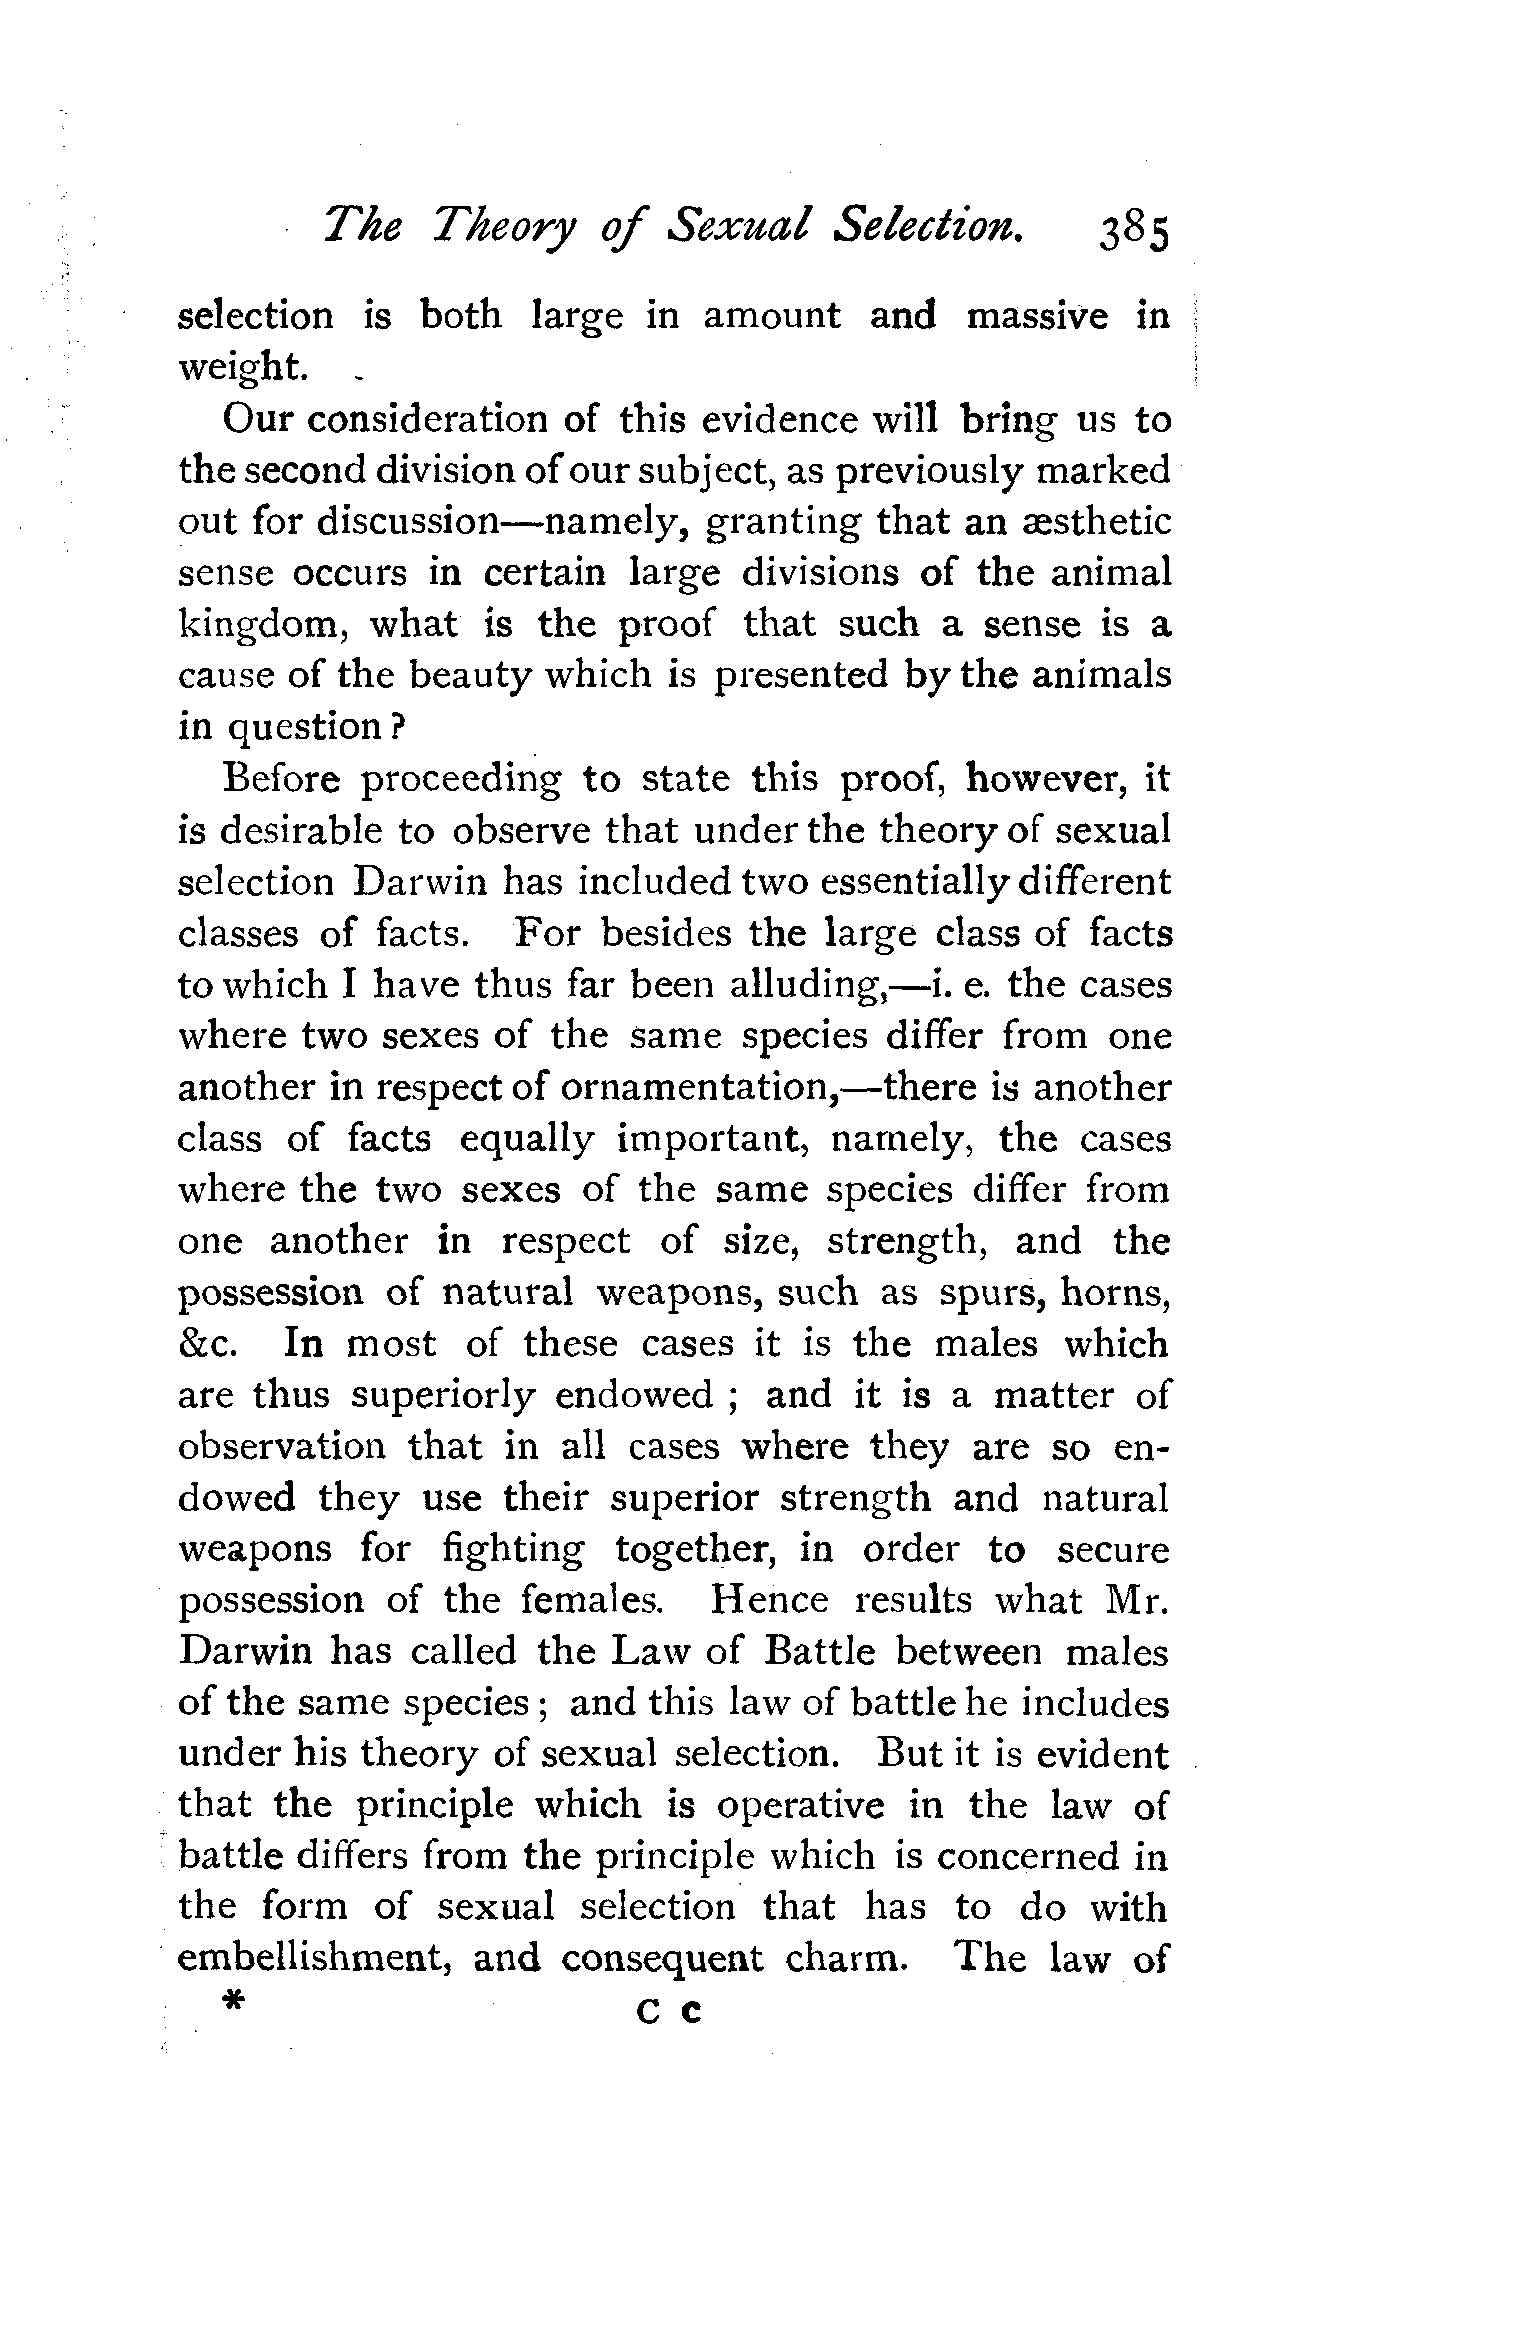 The Theory of Sexual Selection. 385
selection is both large in amount and massive in
weight.
Our consideration of this evidence will bring us to
the second division of our subject, as previously marked
out for discussion—namely, granting that an æsthetic
sense occurs in certain large divisions of the animal
kingdom, what is the proof that such a sense is a
cause of the beauty which is presented by the animals
in question?
Before proceeding to state this proof, however, it
is desirable to observe that under the theory of sexual
selection Darwin has included two essentially different
classes of facts. For besides the large class of facts
to which I have thus far been alluding,—i. e. the cases
where two sexes of the same species differ from one
another in respect of ornamentation,—there is another
class of facts equally important, namely, the cases
where the two sexes of the same species differ from
one another in respect of size, strength, and the
possession of natural weapons, such as spurs, horns,
&c. In most of these cases it is the males which
are thus superiorly endowed; and it is a matter of
observation that in all cases where they are so en-
dowed they use their superior strength and natural
weapons for fighting together, in order to secure
possession of the females. Hence results what Mr.
Darwin has called the Law of Battle between males
of the same species; and this law of battle he includes
under his theory of sexual selection. But it is evident
that the principle which is operative in the law of
battle differs from the principle which is concerned in
the form of sexual selection that has to do with
embellishment, and consequent charm. The law of
* C c